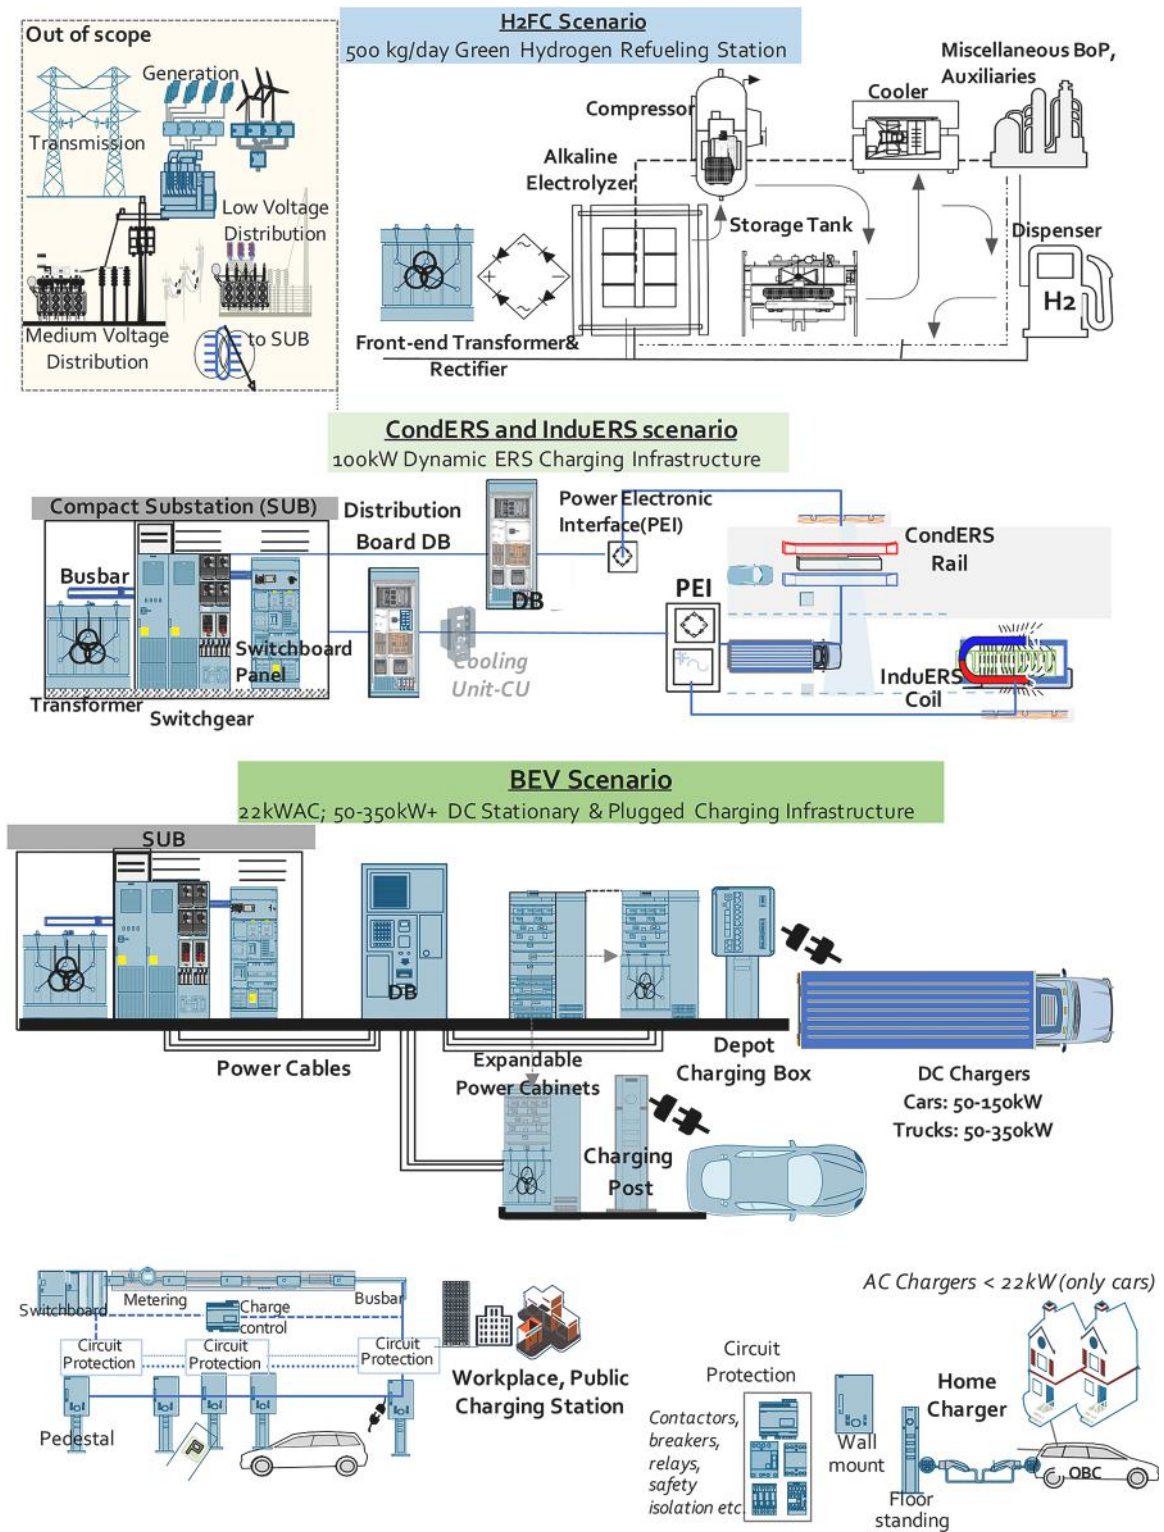 H2FC Scenario
500 kg/day Green Hydrogen Refueling Station
Out of scope
Generation
Transmission
Low Voltage
Distribution
Medium Voltage
Distribution
to SUB
Miscellaneous BoP,
Auxiliaries
Compressor
Cooler
Alkaline
Electrolyzer
Storage Tank
Dispenser
H2
Front-end Transformer&
Rectifier
CondERS and InduERS scenario
100kW Dynamic ERS Charging Infrastructure
Compact Substation (SUB)
Distribution
Board DB
Power Electronic
Interface(PEI)
CondERS
Rail
Busbar
DB
PEI
Switchboard
Panel
Cooling
Unit-CU
InduERS
Coil
Transformer
Switchgear
BEV Scenario
22kWAC; 50-350kW+ DC Stationary & Plugged Charging Infrastructure
SUB
DB
Power Cables
Expandable
Power Cabinets
Depot
Charging Box
DC Chargers
Cars: 50-150kW
Trucks: 50-350kW
Charging
Post
Switchboard
Metering
Busbar
Charge
control
Circuit
Protection
Circuit
Protection
Circuit
Protection
Workplace, Public
Charging Station
Pedestal
P
AC Chargers < 22kW (only cars)
Circuit
Protection
Contactors,
breakers,
relays,
safety
isolation etc.
Wall
mount
Home
Charger
OBC
Floor
standing